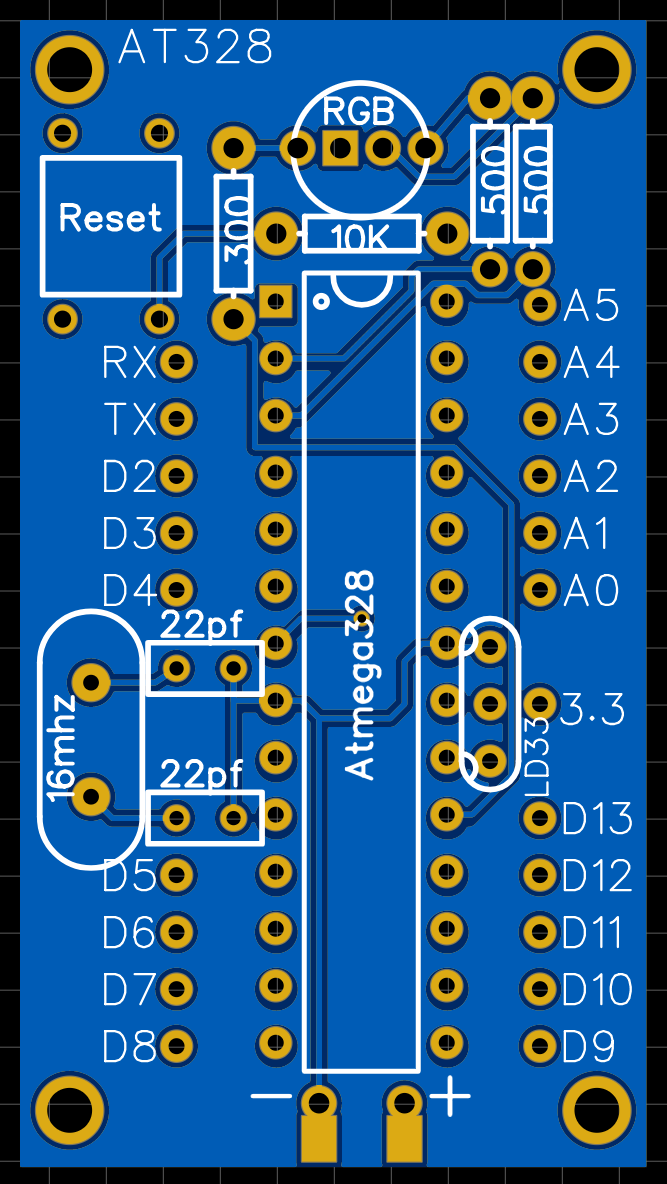 AT328
RGB
Reset
300
10K
500
500
A5
RX
A4
TX
A3
D2
A2
D3
A1
D4
A0
22pf
16mhz
Atmega328
3.3
LD33
22pf
D13
D5
D12
D6
D11
D7
D10
D8
D9
− +